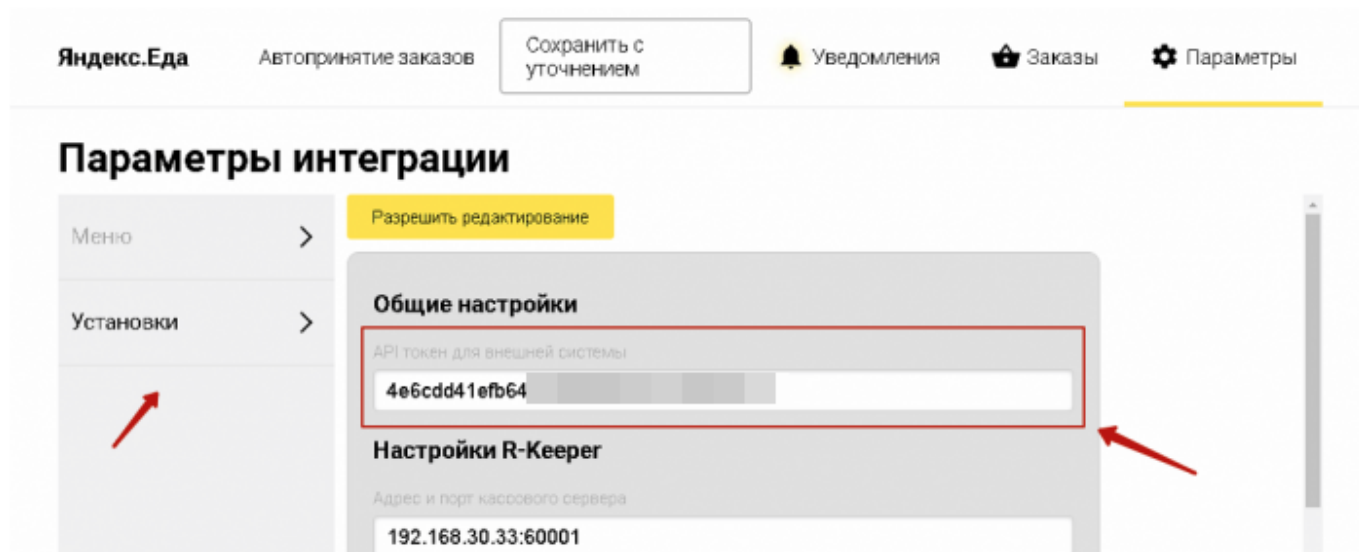 Яндекс.Еда
Автопринятие заказов
Сохранить с
уточнением
Уведомления
Заказы
Параметры
Параметры интеграции
Меню
Установки
Разрешить редактирование
Общие настройки
API токен для внешней системы
4e6cdd41efb64
Настройки R-Keeper
Адрес и порт кассового сервера
192.168.30.33:60001